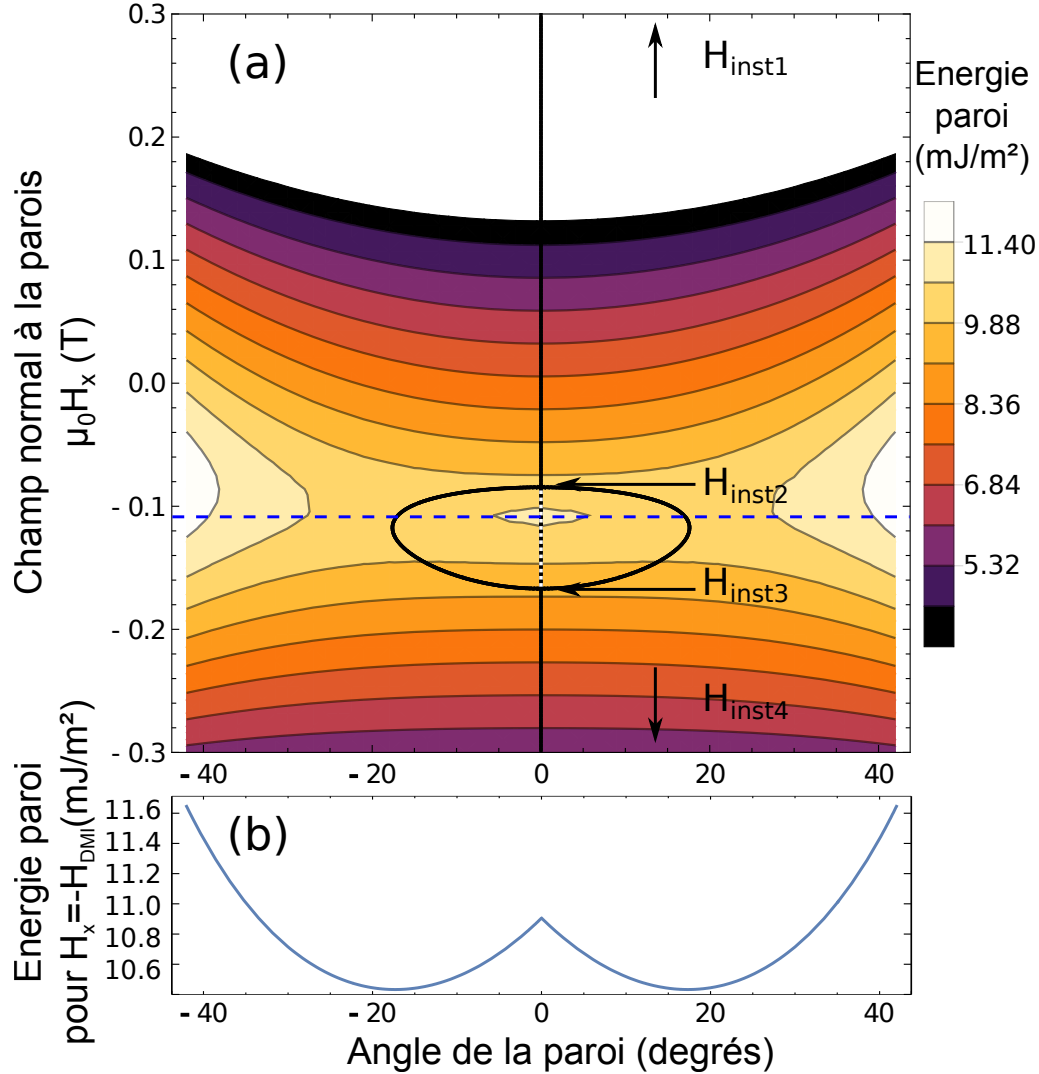 (a)
H_inst1
H_inst2
H_inst3
H_inst4
Champ normal à la parois
μ₀Hₓ (T)
0.3
0.2
0.1
0.0
-0.1
-0.2
-0.3
-40
-20
0
20
40
Energie
paroi
(mJ/m²)
11.40
9.88
8.36
6.84
5.32
(b)
Energie paroi
pour Hₓ=-H_DMI(mJ/m²)
11.6
11.4
11.2
11.0
10.8
10.6
-40
-20
0
20
40
Angle de la paroi (degrés)